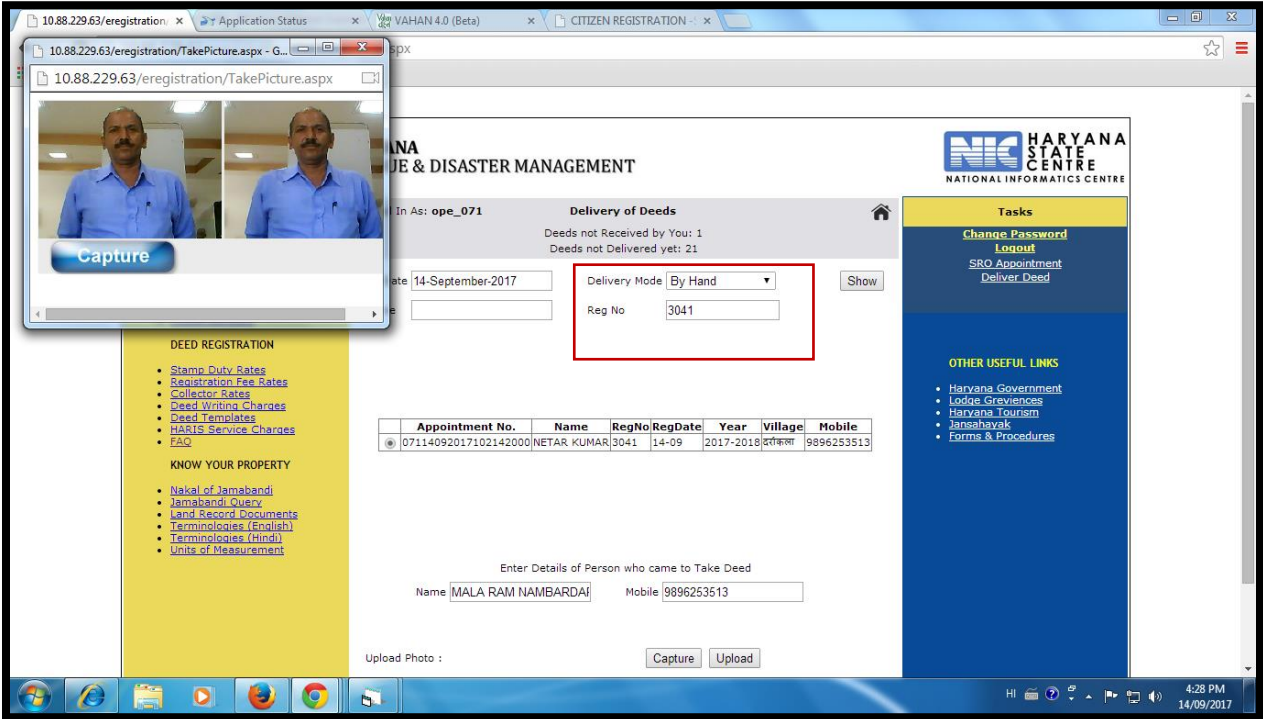 10.88.229.63/eregistration
Application Status
VAHAN 4.0 (Beta)
CITIZEN REGISTRATION -
10.88.229.63/eregistration/TakePicture.aspx - G...
spx
10.88.229.63/eregistration/TakePicture.aspx
Capture
ANA
UE & DISASTER MANAGEMENT
NIC HARYANA STATE CENTRE
NATIONAL INFORMATICS CENTRE
In As: ope_071
Delivery of Deeds
Deeds not Received by You: 1
Deeds not Delivered yet: 21
Tasks
Change Password
Logout
SRO Appointment
Deliver Deed
ate 14-September-2017 Delivery Mode By Hand Show
e Reg No 3041
DEED REGISTRATION
Stamp Duty Rates
Registration Fee Rates
Collector Rates
Deed Writing Charges
Deed Templates
HARIS Service Charges
FAQ
KNOW YOUR PROPERTY
Nakal of Jamabandi
Jamabandi Query
Land Record Documents
Terminologies (English)
Terminologies (Hindi)
Units of Measurement
OTHER USEFUL LINKS
Haryana Government
Lodge Greviences
Haryana Tourism
Jansahayak
Forms & Procedures
Appointment No. Name RegNo RegDate Year Village Mobile
07114092017102142000 NETAR KUMAR 3041 14-09 2017-2018 9896253513
Enter Details of Person who came to Take Deed
Name MALA RAM NAMBARDAR Mobile 9896253513
Upload Photo : Capture Upload
HI
4:28 PM
14/09/2017